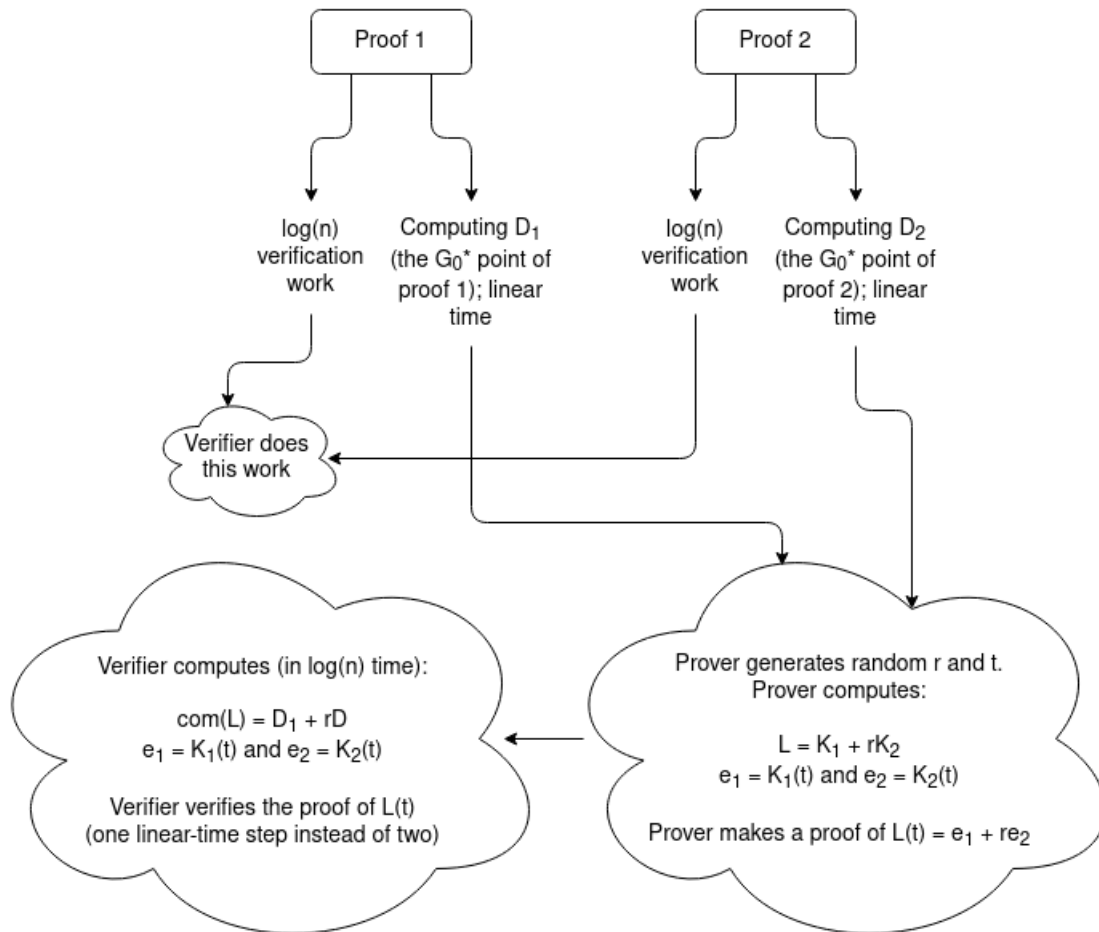 Proof 1
Proof 2
log(n)
verification
work
Computing D₁
(the G₀* point of
proof 1); linear
time
log(n)
verification
work
Computing D₂
(the G₀* point of
proof 2); linear
time
Verifier does
this work
Verifier computes (in log(n) time):
com(L) = D₁ + rD
e₁ = K₁(t) and e₂ = K₂(t)
Verifier verifies the proof of L(t)
(one linear-time step instead of two)
Prover generates random r and t.
Prover computes:
L = K₁ + rK₂
e₁ = K₁(t) and e₂ = K₂(t)
Prover makes a proof of L(t) = e₁ + re₂